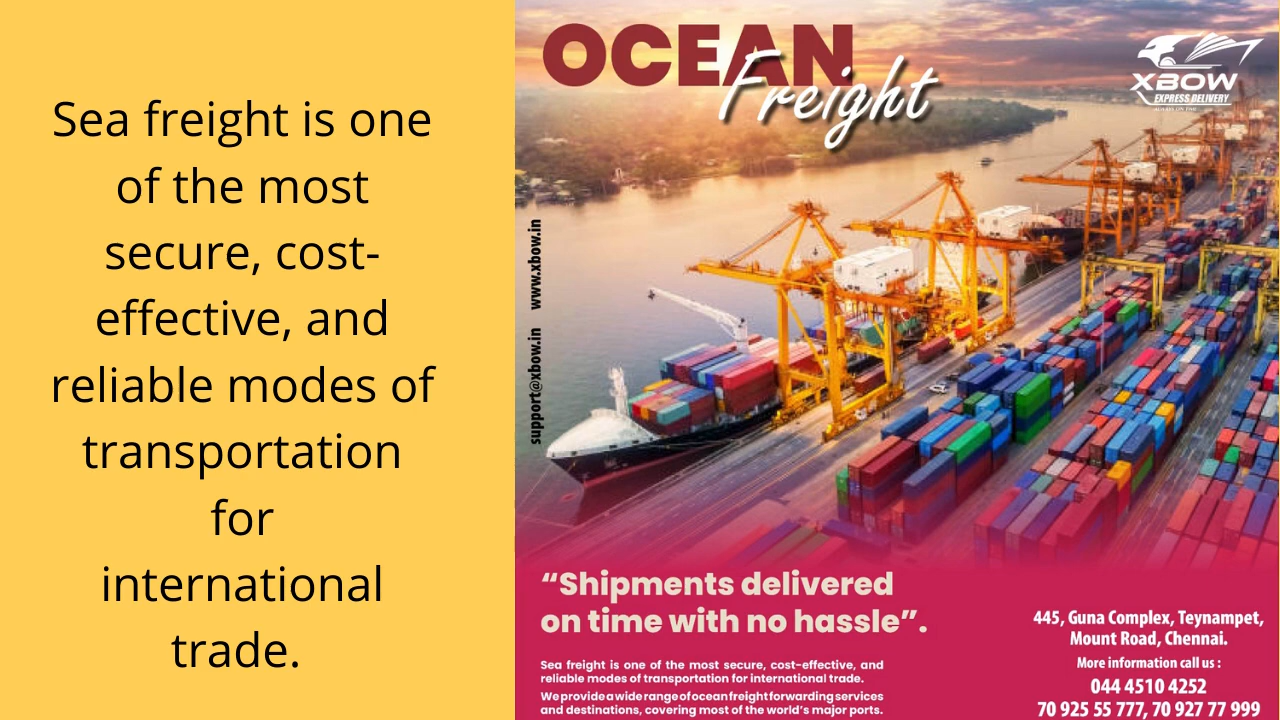 Sea freight is one
of the most
secure, cost-
effective, and
reliable modes of
transportation
for
international
trade.
OCEAN
Freight
XBOW
EXPRESS DELIVERY
support@xbow.in www.xbow.in
“Shipments delivered
on time with no hassle”.
Sea freight is one of the most secure, cost-effective, and
reliable modes of transportation for international trade.
We provide a wide range of ocean freight forwarding services
and destinations, covering most of the world’s major ports.
445, Guna Complex, Teynampet,
Mount Road, Chennai.
More information call us :
044 4510 4252
70 925 55 777, 70 927 77 999